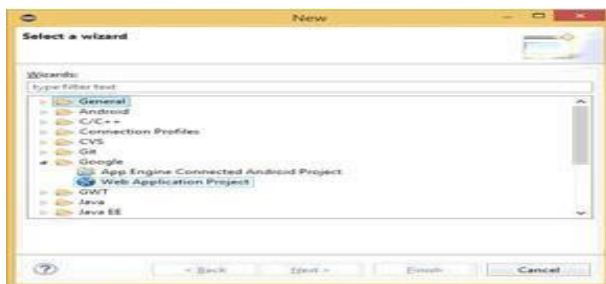 New
Select a wizard
Wizards:
type filter text
General
Android
C/C++
Connection Profiles
CVS
Git
Google
App Engine Connected Android Project
Web Application Project
GWT
Java
Java EE
?
< Back
Next >
Finish
Cancel